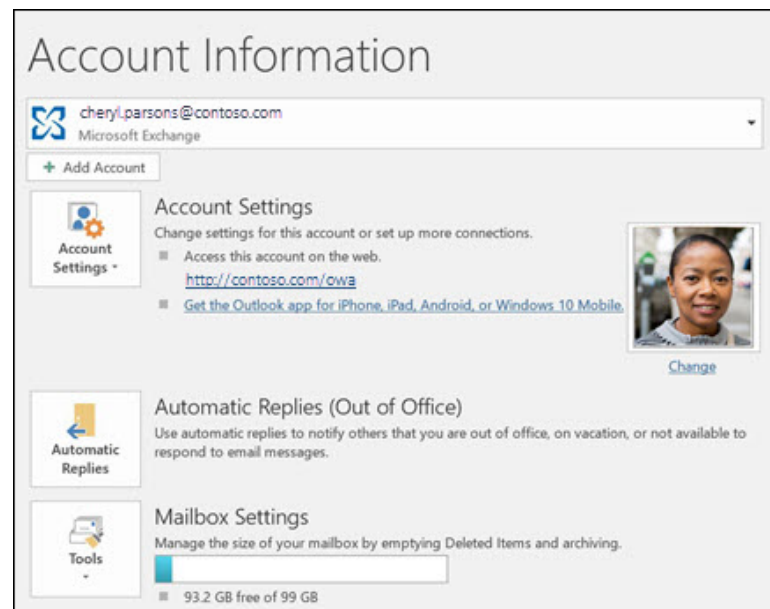 Account Information
cheryl.parsons@contoso.com
Microsoft Exchange
+ Add Account
Account Settings
Account Settings
Change settings for this account or set up more connections.
Access this account on the web.
http://contoso.com/owa
Get the Outlook app for iPhone, iPad, Android, or Windows 10 Mobile.
Change
Automatic
Replies
Automatic Replies (Out of Office)
Use automatic replies to notify others that you are out of office, on vacation, or not available to
respond to email messages.
Tools
Mailbox Settings
Manage the size of your mailbox by emptying Deleted Items and archiving.
93.2 GB free of 99 GB